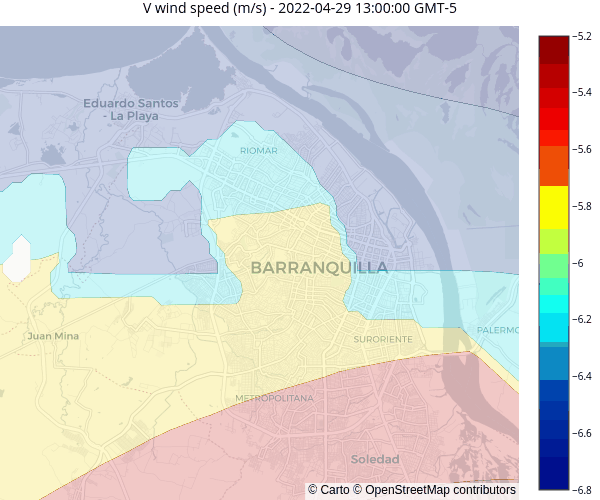 V wind speed (m/s) - 2022-04-29 13:00:00 GMT-5
−5.2
Eduardo Santos
- La Playa
−5.4
RIOMAR
−5.6
−5.8
BARRANQUILLA
−6
−6.2
PALERMO
Juan Mina
SURORIENTE
−6.4
METROPOLITANA
−6.6
Soledad
−6.8
© Carto © OpenStreetMap contributors